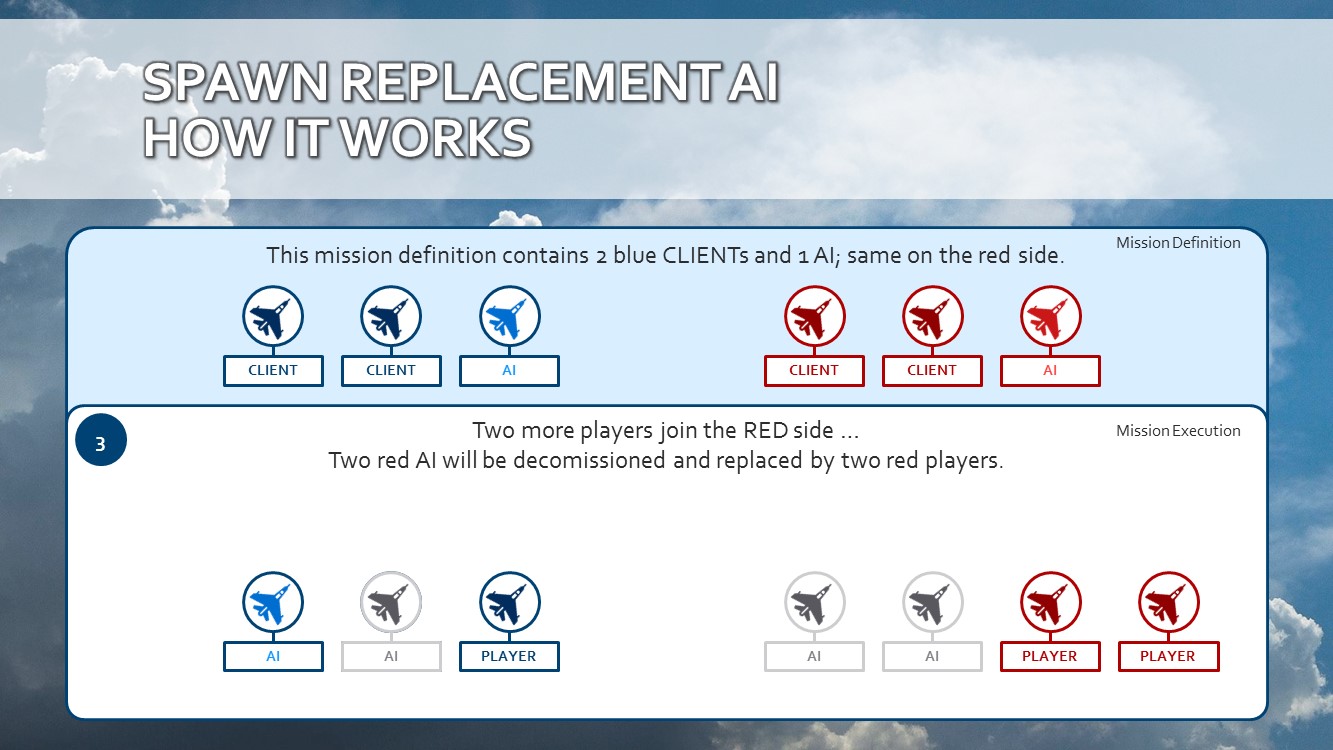 SPAWN REPLACEMENT AI
HOW IT WORKS
Mission Definition
This mission definition contains 2 blue CLIENTs and 1 AI; same on the red side.
CLIENT CLIENT AI CLIENT CLIENT AI
3
Two more players join the RED side ...
Mission Execution
Two red AI will be decomissioned and replaced by two red players.
AI AI PLAYER AI AI PLAYER PLAYER